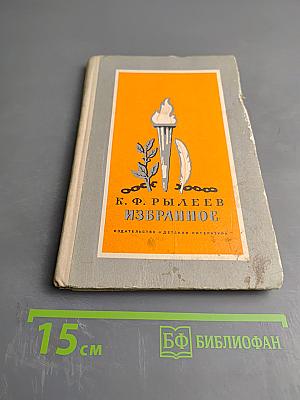 К. Ф. РЫЛЕЕВ
ИЗБРАННОЕ
ИЗДАТЕЛЬСТВО «ДЕТСКАЯ ЛИТЕРАТУРА»
15 см
БФ БИБЛИОФАН